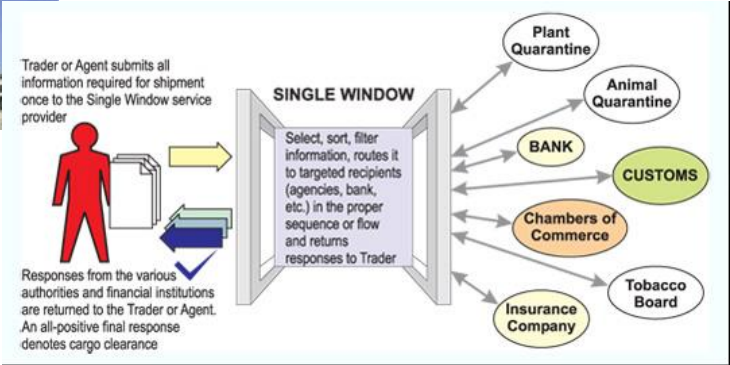 Trader or Agent submits all
information required for shipment
once to the Single Window service
provider
SINGLE WINDOW
Select, sort, filter
information, routes it
to targeted recipients
(agencies, bank,
etc.) in the proper
sequence or flow
and returns
responses to Trader
Responses from the various
authorities and financial institutions
are returned to the Trader or Agent.
An all-positive final response
denotes cargo clearance
Plant
Quarantine
Animal
Quarantine
BANK
CUSTOMS
Chambers of
Commerce
Tobacco
Board
Insurance
Company